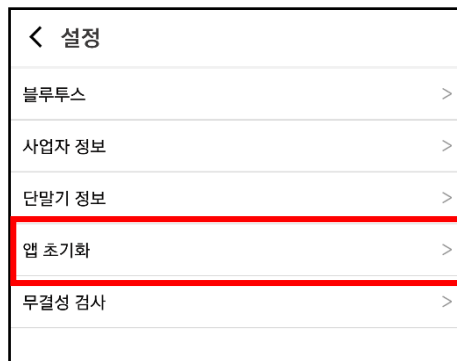 설정
블루투스
사업자 정보
단말기 정보
앱 초기화
무결성 검사